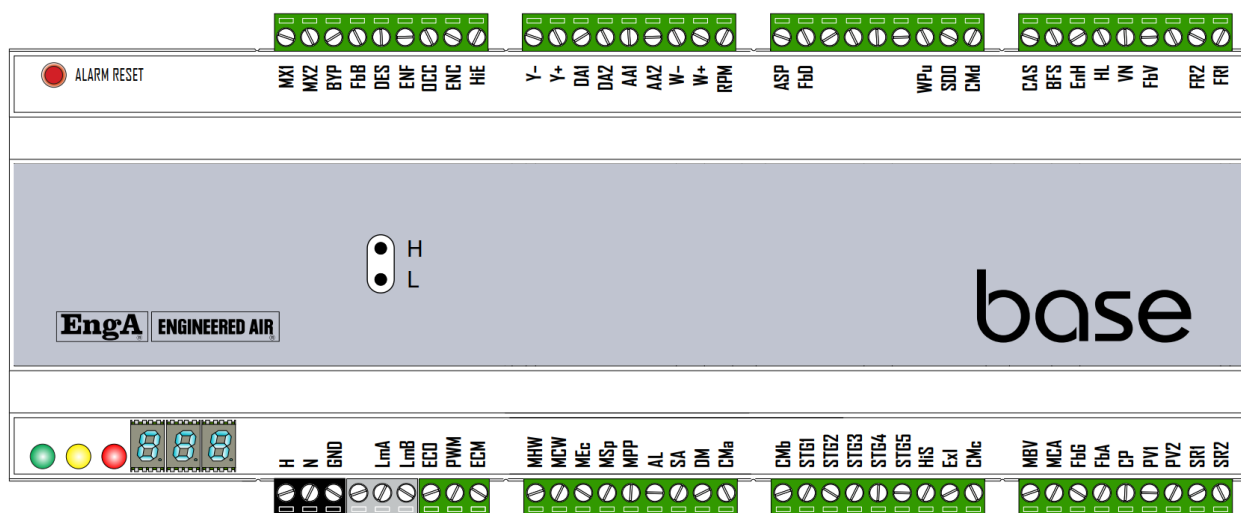 ALARM RESET
MX1 MX2 BYP FbB DES ENF OCC ENC HiE
Y- Y+ DA1 DA2 AA1 AA2 W- W+ RPM
ASP FbD WPu SDO CMd
CAS BFS EnH HL VN FbV FR2 FR1
H
L
EngA ENGINEERED AIR
base
888
H N GND LnA LnB ECO PWM ECM
MHW MCW MEc MSp MPP AL SA DM CMa
CMb STG1 STG2 STG3 STG4 STG5 HiS ExI CMc
MBV MCA FbG FbA CP PV1 PV2 SR1 SR2